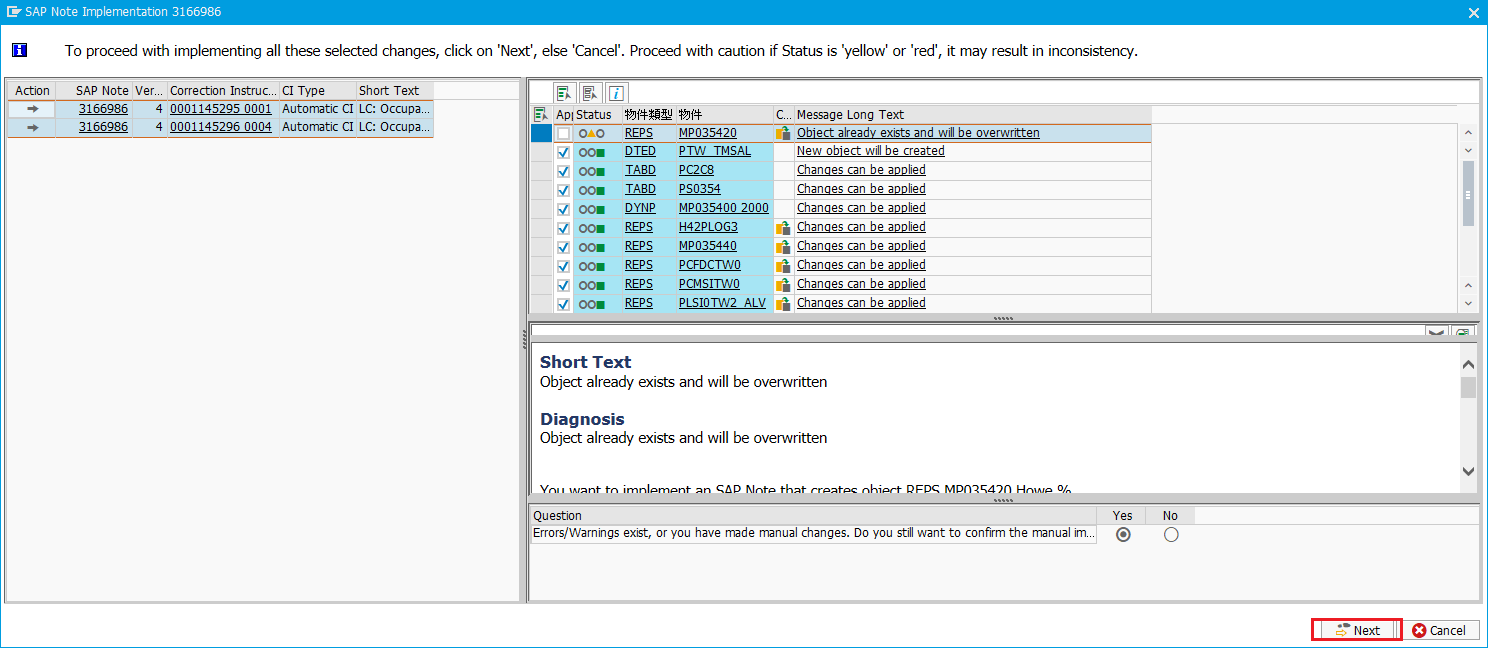 SAP Note Implementation 3166986
To proceed with implementing all these selected changes, click on 'Next', else 'Cancel'. Proceed with caution if Status is 'yellow' or 'red', it may result in inconsistency.
Action SAP Note Ver... Correction Instruc... CI Type Short Text
3166986 4 0001145295 0001 Automatic CI LC: Occupa...
3166986 4 0001145296 0004 Automatic CI LC: Occupa...
App Status 物件類型 物件 C... Message Long Text
REPS MP035420 Object already exists and will be overwritten
DTED PTW_TMSAL New object will be created
TABD PC2C8 Changes can be applied
TABD PS0354 Changes can be applied
DYNP MP035400 2000 Changes can be applied
REPS H42PLOG3 Changes can be applied
REPS MP035440 Changes can be applied
REPS PCFDCTW0 Changes can be applied
REPS PCMSITW0 Changes can be applied
REPS PLSI0TW2_ALV Changes can be applied
Short Text
Object already exists and will be overwritten
Diagnosis
Object already exists and will be overwritten
You want to implement an SAP Note that creates object REPS MP035420 Howe %
Question Yes No
Errors/Warnings exist, or you have made manual changes. Do you still want to confirm the manual im...
Next Cancel